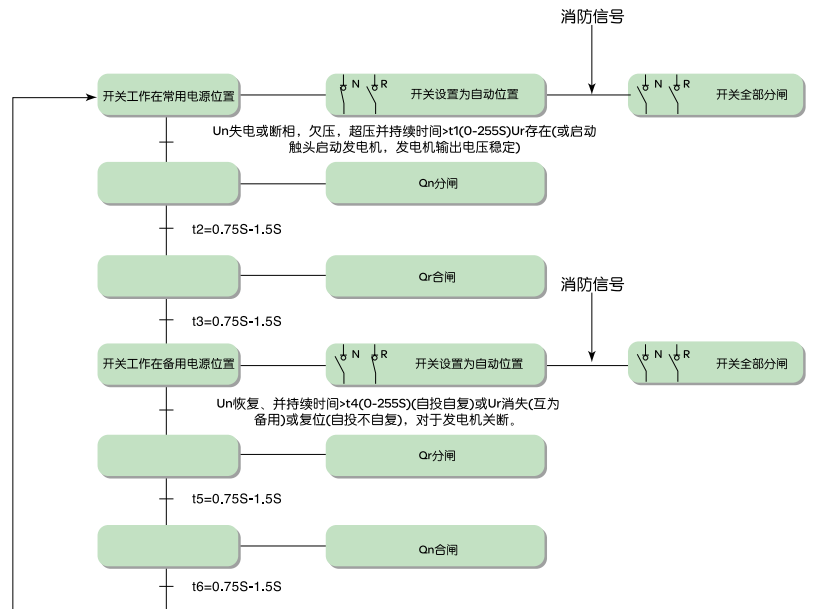 消防信号
开关工作在常用电源位置
N R 开关设置为自动位置
N R 开关全部分闸
Un失电或断相，欠压，超压并持续时间>t1(0-255S)Ur存在(或启动
触头启动发电机，发电机输出电压稳定)
Qn分闸
t2=0.75S-1.5S
Qr合闸
消防信号
t3=0.75S-1.5S
开关工作在备用电源位置
N R 开关设置为自动位置
N R 开关全部分闸
Un恢复、并持续时间>t4(0-255S)(自投自复)或Ur消失(互为
备用)或复位(自投不自复)，对于发电机关断。
Qr分闸
t5=0.75S-1.5S
Qn合闸
t6=0.75S-1.5S